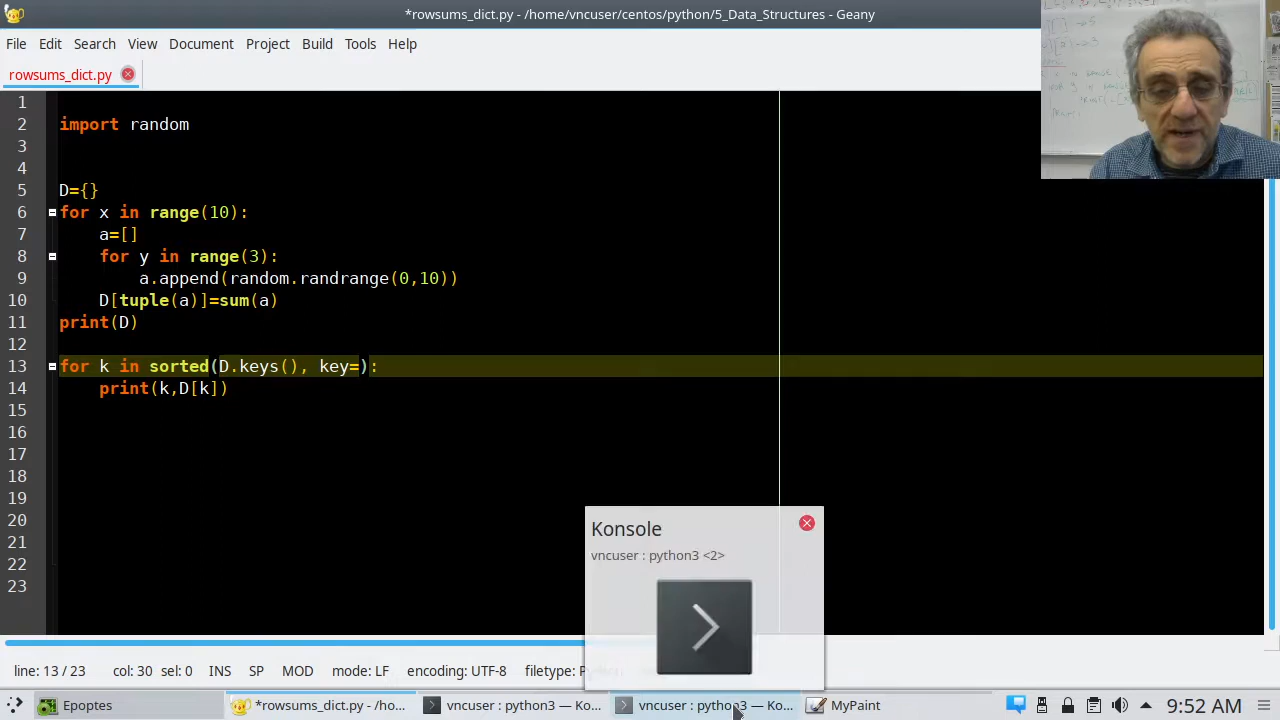 *rowsums_dict.py - /home/vncuser/centos/python/5_Data_Structures - Geany
File Edit Search View Document Project Build Tools Help
rowsums_dict.py
1
2 import random
3
4
5 D={}
6 for x in range(10):
7 a=[]
8 for y in range(3):
9 a.append(random.randrange(0,10))
10 D[tuple(a)]=sum(a)
11 print(D)
12
13 for k in sorted(D.keys(), key=):
14 print(k,D[k])
15
16
17
18
19
20
21
22
23
Konsole
vncuser : python3 <2>
line: 13 / 23 col: 30 sel: 0 INS SP MOD mode: LF encoding: UTF-8 filetype:
Epoptes *rowsums_dict.py - /ho... vncuser : python3 — Ko... vncuser : python3 — Ko... MyPaint 9:52 AM